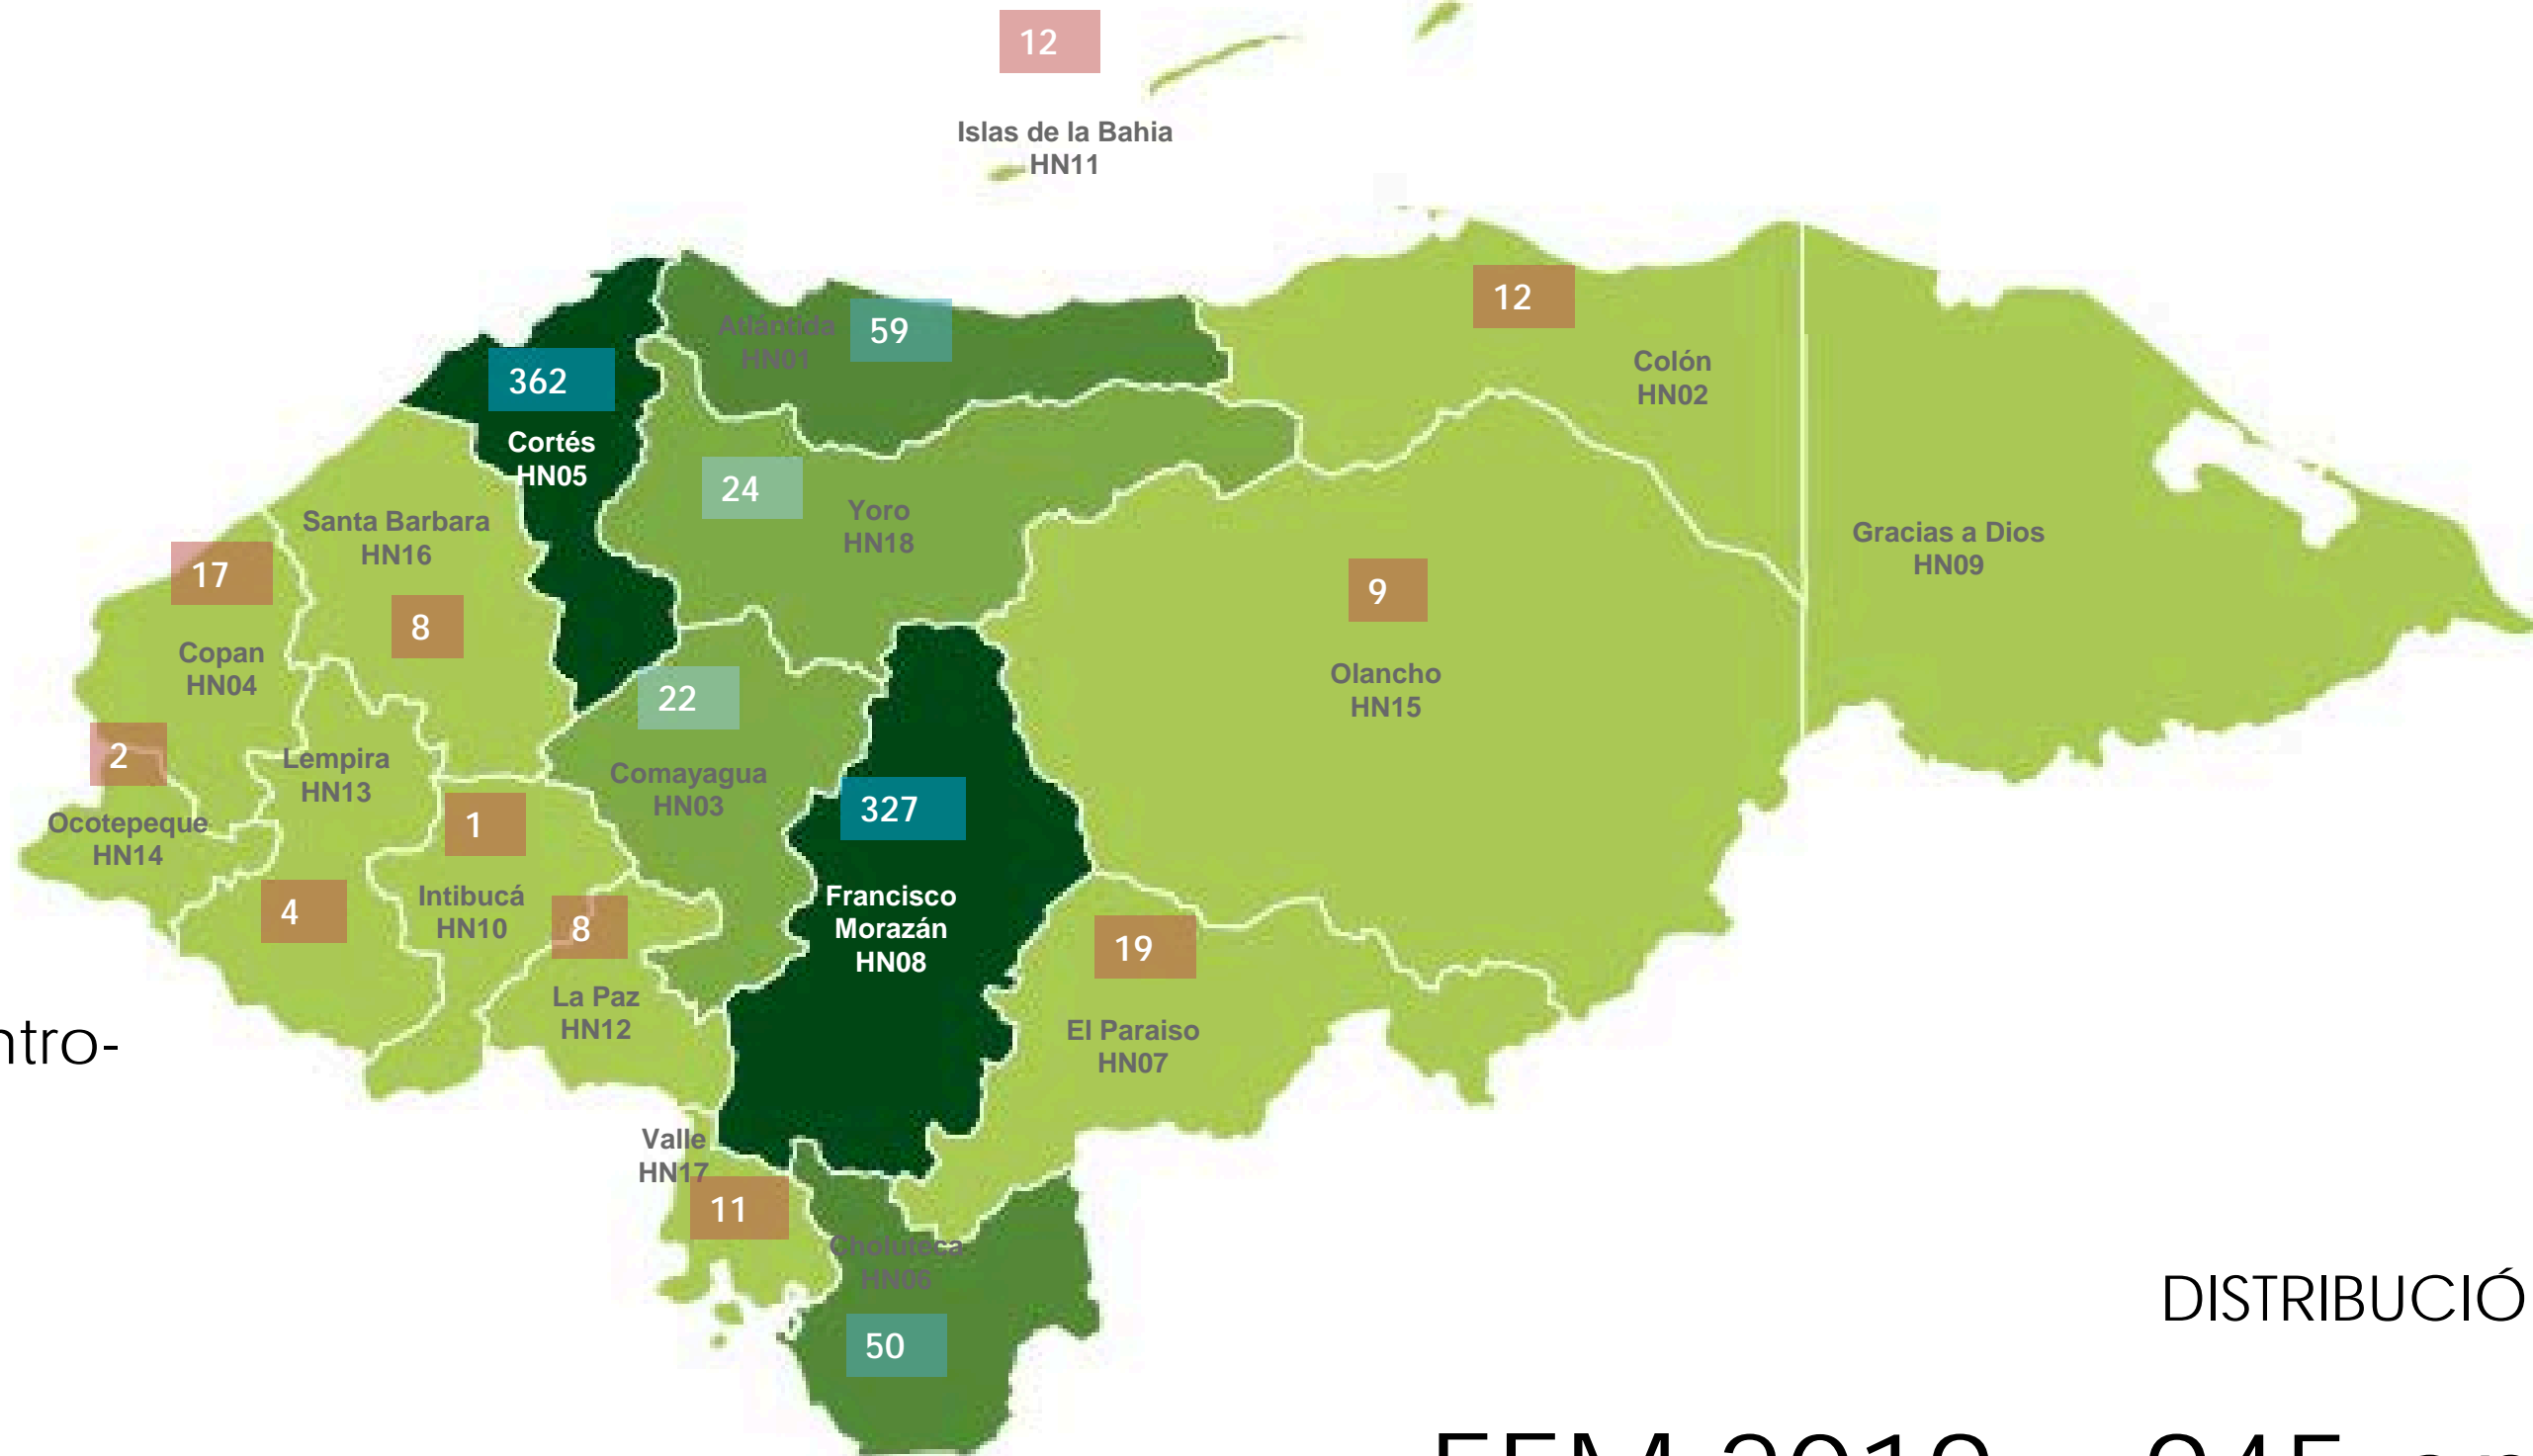 12
Islas de la Bahia
HN11
12
Atlántida
HN01
59
362
Colón
HN02
Cortés
HN05
24
Yoro
HN18
Santa Barbara
HN16
Gracias a Dios
HN09
17
9
8
Copan
HN04
Olancho
HN15
22
2
Lempira
HN13
Comayagua
HN03
327
1
Ocotepeque
HN14
4
Intibucá
HN10
8
Francisco
Morazán
HN08
19
La Paz
HN12
ntro-
El Paraiso
HN07
Valle
HN17
11
Choluteca
HN06
DISTRIBUCIÓ
50